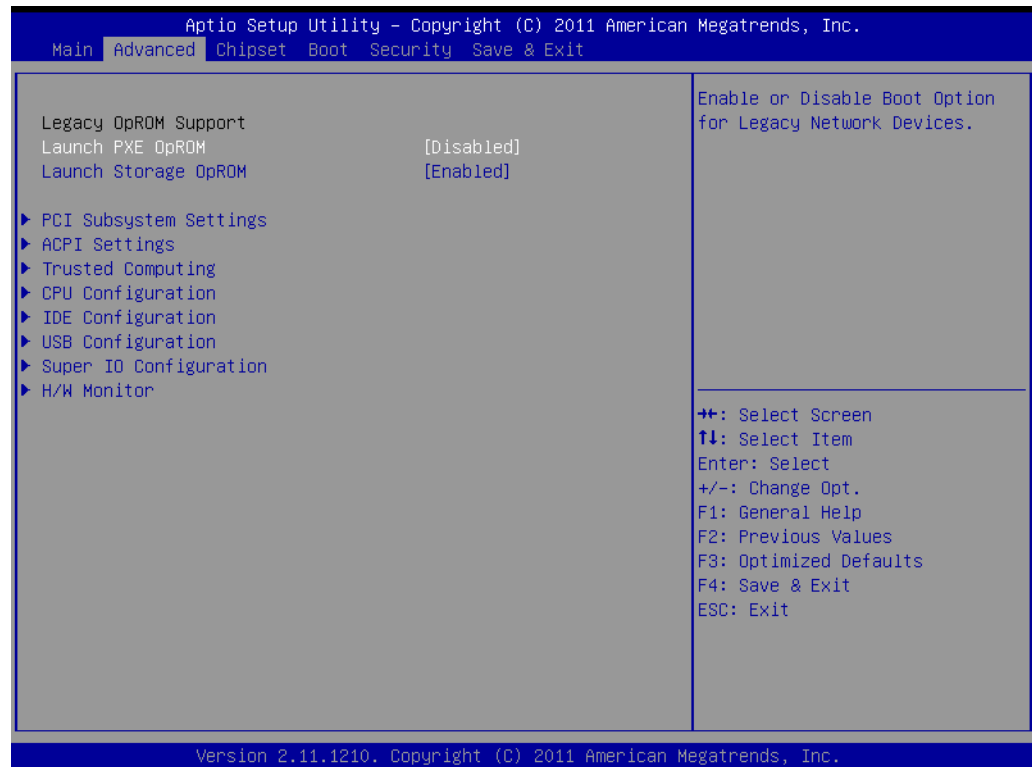 Aptio Setup Utility – Copyright (C) 2011 American Megatrends, Inc.
Main Advanced Chipset Boot Security Save & Exit
Legacy OpROM Support
Launch PXE OpROM [Disabled]
Launch Storage OpROM [Enabled]
▶ PCI Subsystem Settings
▶ ACPI Settings
▶ Trusted Computing
▶ CPU Configuration
▶ IDE Configuration
▶ USB Configuration
▶ Super IO Configuration
▶ H/W Monitor
Enable or Disable Boot Option
for Legacy Network Devices.
→←: Select Screen
↑↓: Select Item
Enter: Select
+/-: Change Opt.
F1: General Help
F2: Previous Values
F3: Optimized Defaults
F4: Save & Exit
ESC: Exit
Version 2.11.1210. Copyright (C) 2011 American Megatrends, Inc.